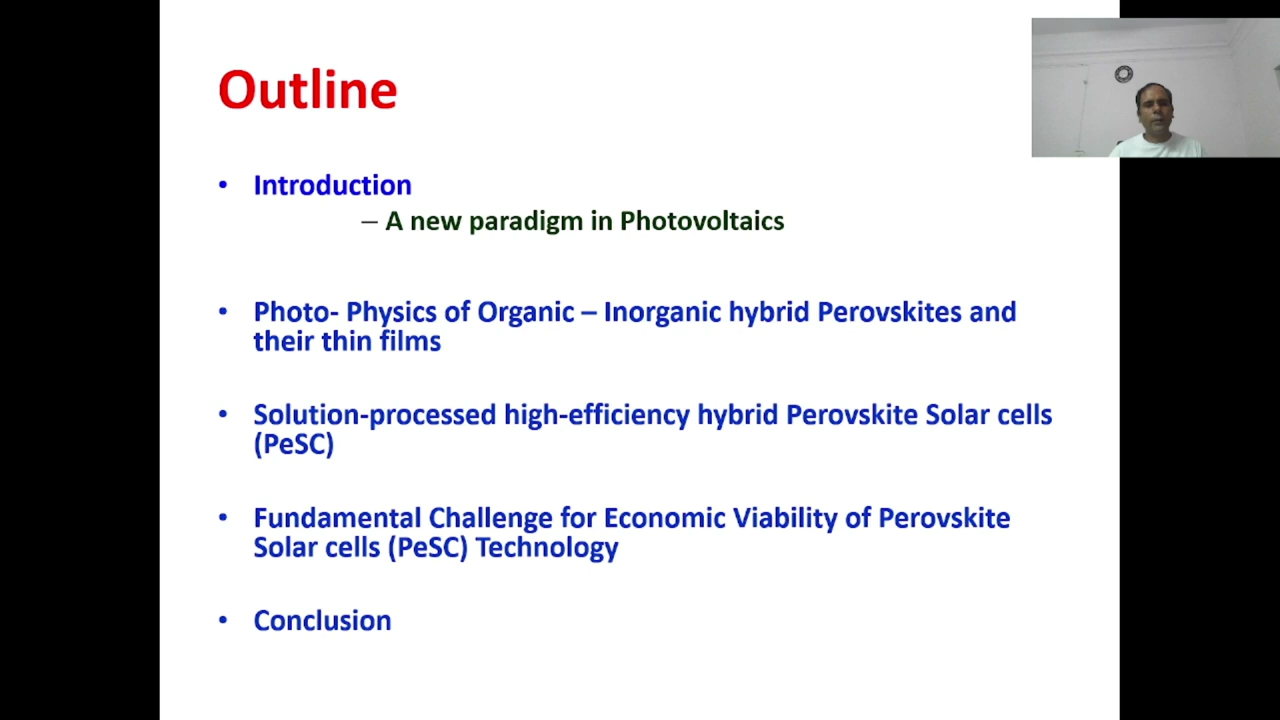 Outline
• Introduction
– A new paradigm in Photovoltaics
• Photo- Physics of Organic – Inorganic hybrid Perovskites and
their thin films
• Solution-processed high-efficiency hybrid Perovskite Solar cells
(PeSC)
• Fundamental Challenge for Economic Viability of Perovskite
Solar cells (PeSC) Technology
• Conclusion